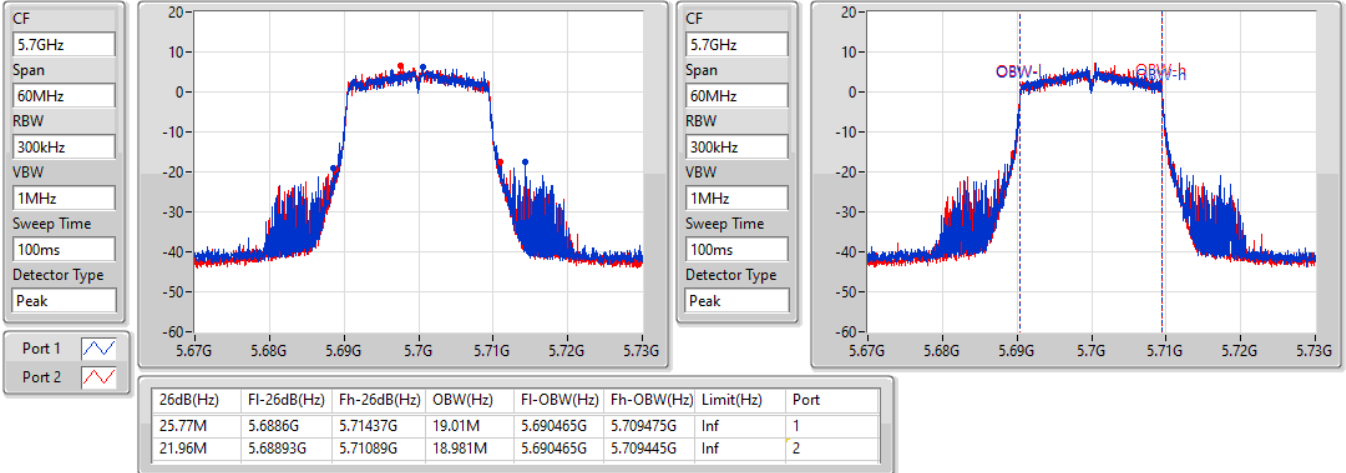 CF
5.7GHz
Span
60MHz
RBW
300kHz
VBW
1MHz
Sweep Time
100ms
Detector Type
Peak
Port 1
Port 2
20
10
0
-10
-20
-30
-40
-50
-60
5.67G 5.68G 5.69G 5.7G 5.71G 5.72G 5.73G
CF
5.7GHz
Span
60MHz
RBW
300kHz
VBW
1MHz
Sweep Time
100ms
Detector Type
Peak
20
10
0
-10
-20
-30
-40
-50
-60
OBW-l OBW-h
OBW-h
5.67G 5.68G 5.69G 5.7G 5.71G 5.72G 5.73G
26dB(Hz) Fl-26dB(Hz) Fh-26dB(Hz) OBW(Hz) Fl-OBW(Hz) Fh-OBW(Hz) Limit(Hz) Port
25.77M 5.6886G 5.71437G 19.01M 5.690465G 5.709475G Inf 1
21.96M 5.68893G 5.71089G 18.981M 5.690465G 5.709445G Inf 2